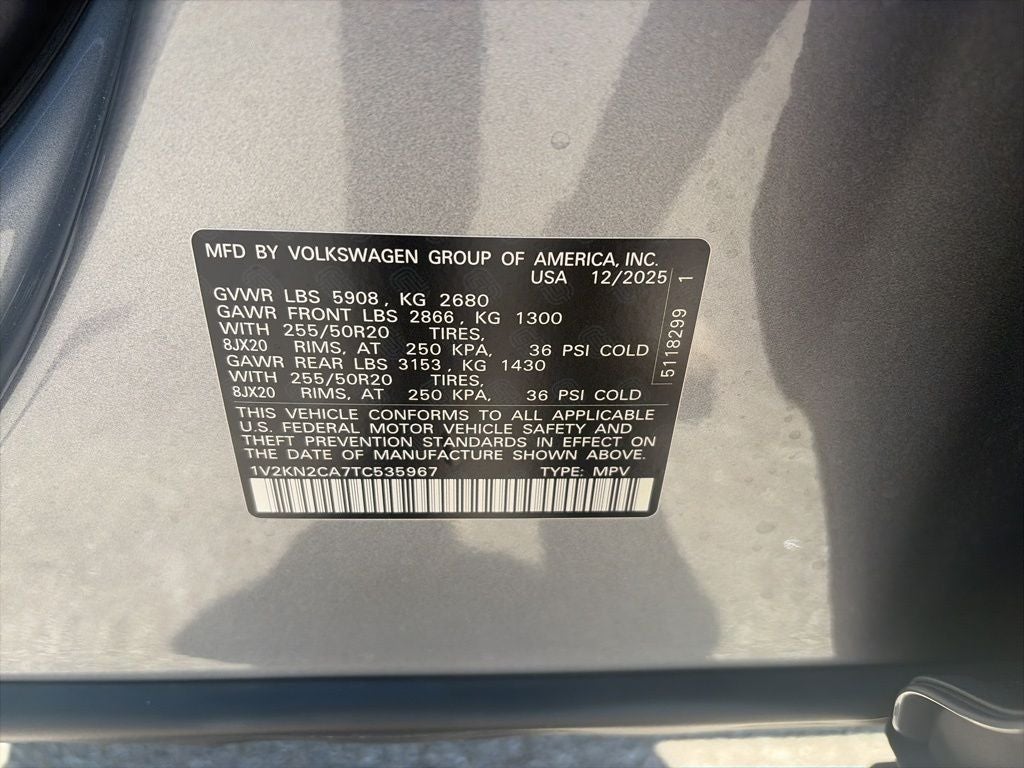 MFD BY VOLKSWAGEN GROUP OF AMERICA, INC.
USA 12/2025
GVWR LBS 5908, KG 2680
GAWR FRONT LBS 2866, KG 1300
WITH 255/50R20 TIRES,
8JX20 RIMS, AT 250 KPA, 36 PSI COLD
GAWR REAR LBS 3153, KG 1430
WITH 255/50R20 TIRES,
8JX20 RIMS, AT 250 KPA, 36 PSI COLD
THIS VEHICLE CONFORMS TO ALL APPLICABLE
U.S. FEDERAL MOTOR VEHICLE SAFETY AND
THEFT PREVENTION STANDARDS IN EFFECT ON
THE DATE OF MANUFACTURE SHOWN ABOVE.
1V2KN2CA7TC535967 TYPE: MPV
5118299 1